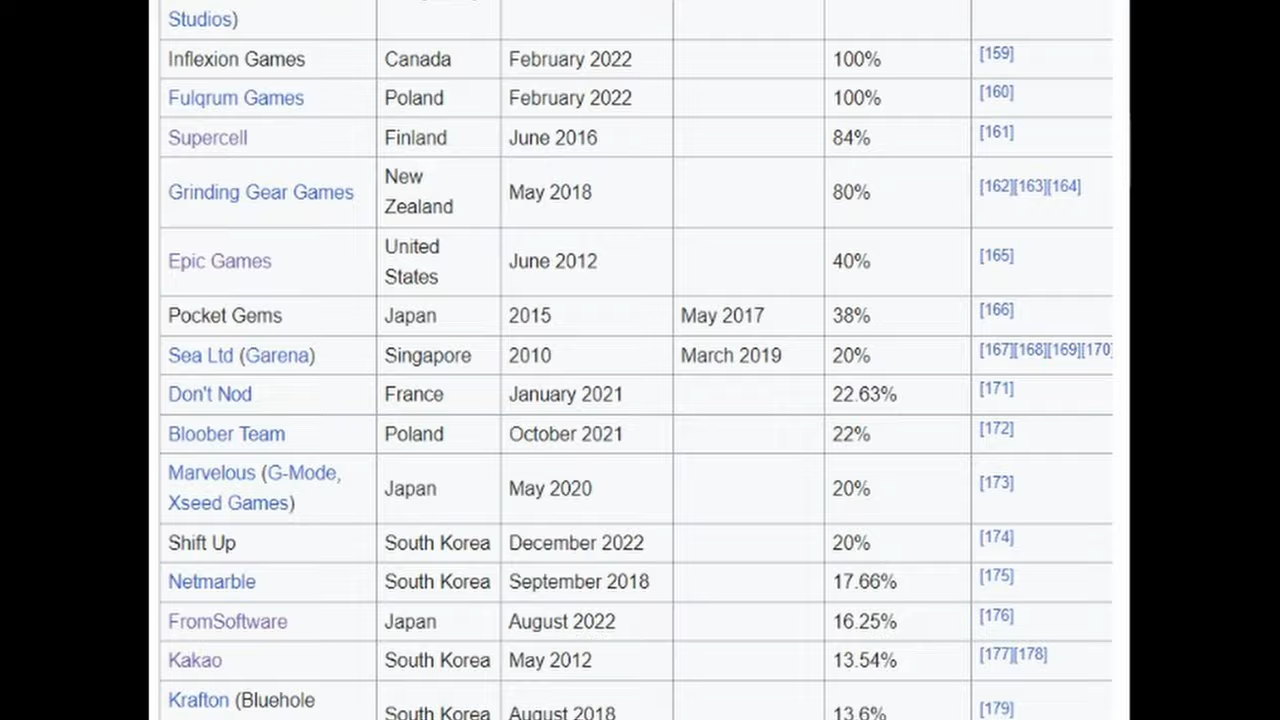 Studios)
Inflexion Games Canada February 2022 100% [159]
Fulqrum Games Poland February 2022 100% [160]
Supercell Finland June 2016 84% [161]
Grinding Gear Games New Zealand May 2018 80% [162][163][164]
Epic Games United States June 2012 40% [165]
Pocket Gems Japan 2015 May 2017 38% [166]
Sea Ltd (Garena) Singapore 2010 March 2019 20% [167][168][169][170]
Don't Nod France January 2021 22.63% [171]
Bloober Team Poland October 2021 22% [172]
Marvelous (G-Mode, Xseed Games) Japan May 2020 20% [173]
Shift Up South Korea December 2022 20% [174]
Netmarble South Korea September 2018 17.66% [175]
FromSoftware Japan August 2022 16.25% [176]
Kakao South Korea May 2012 13.54% [177][178]
Krafton (Bluehole South Korea August 2018 13.6% [179]